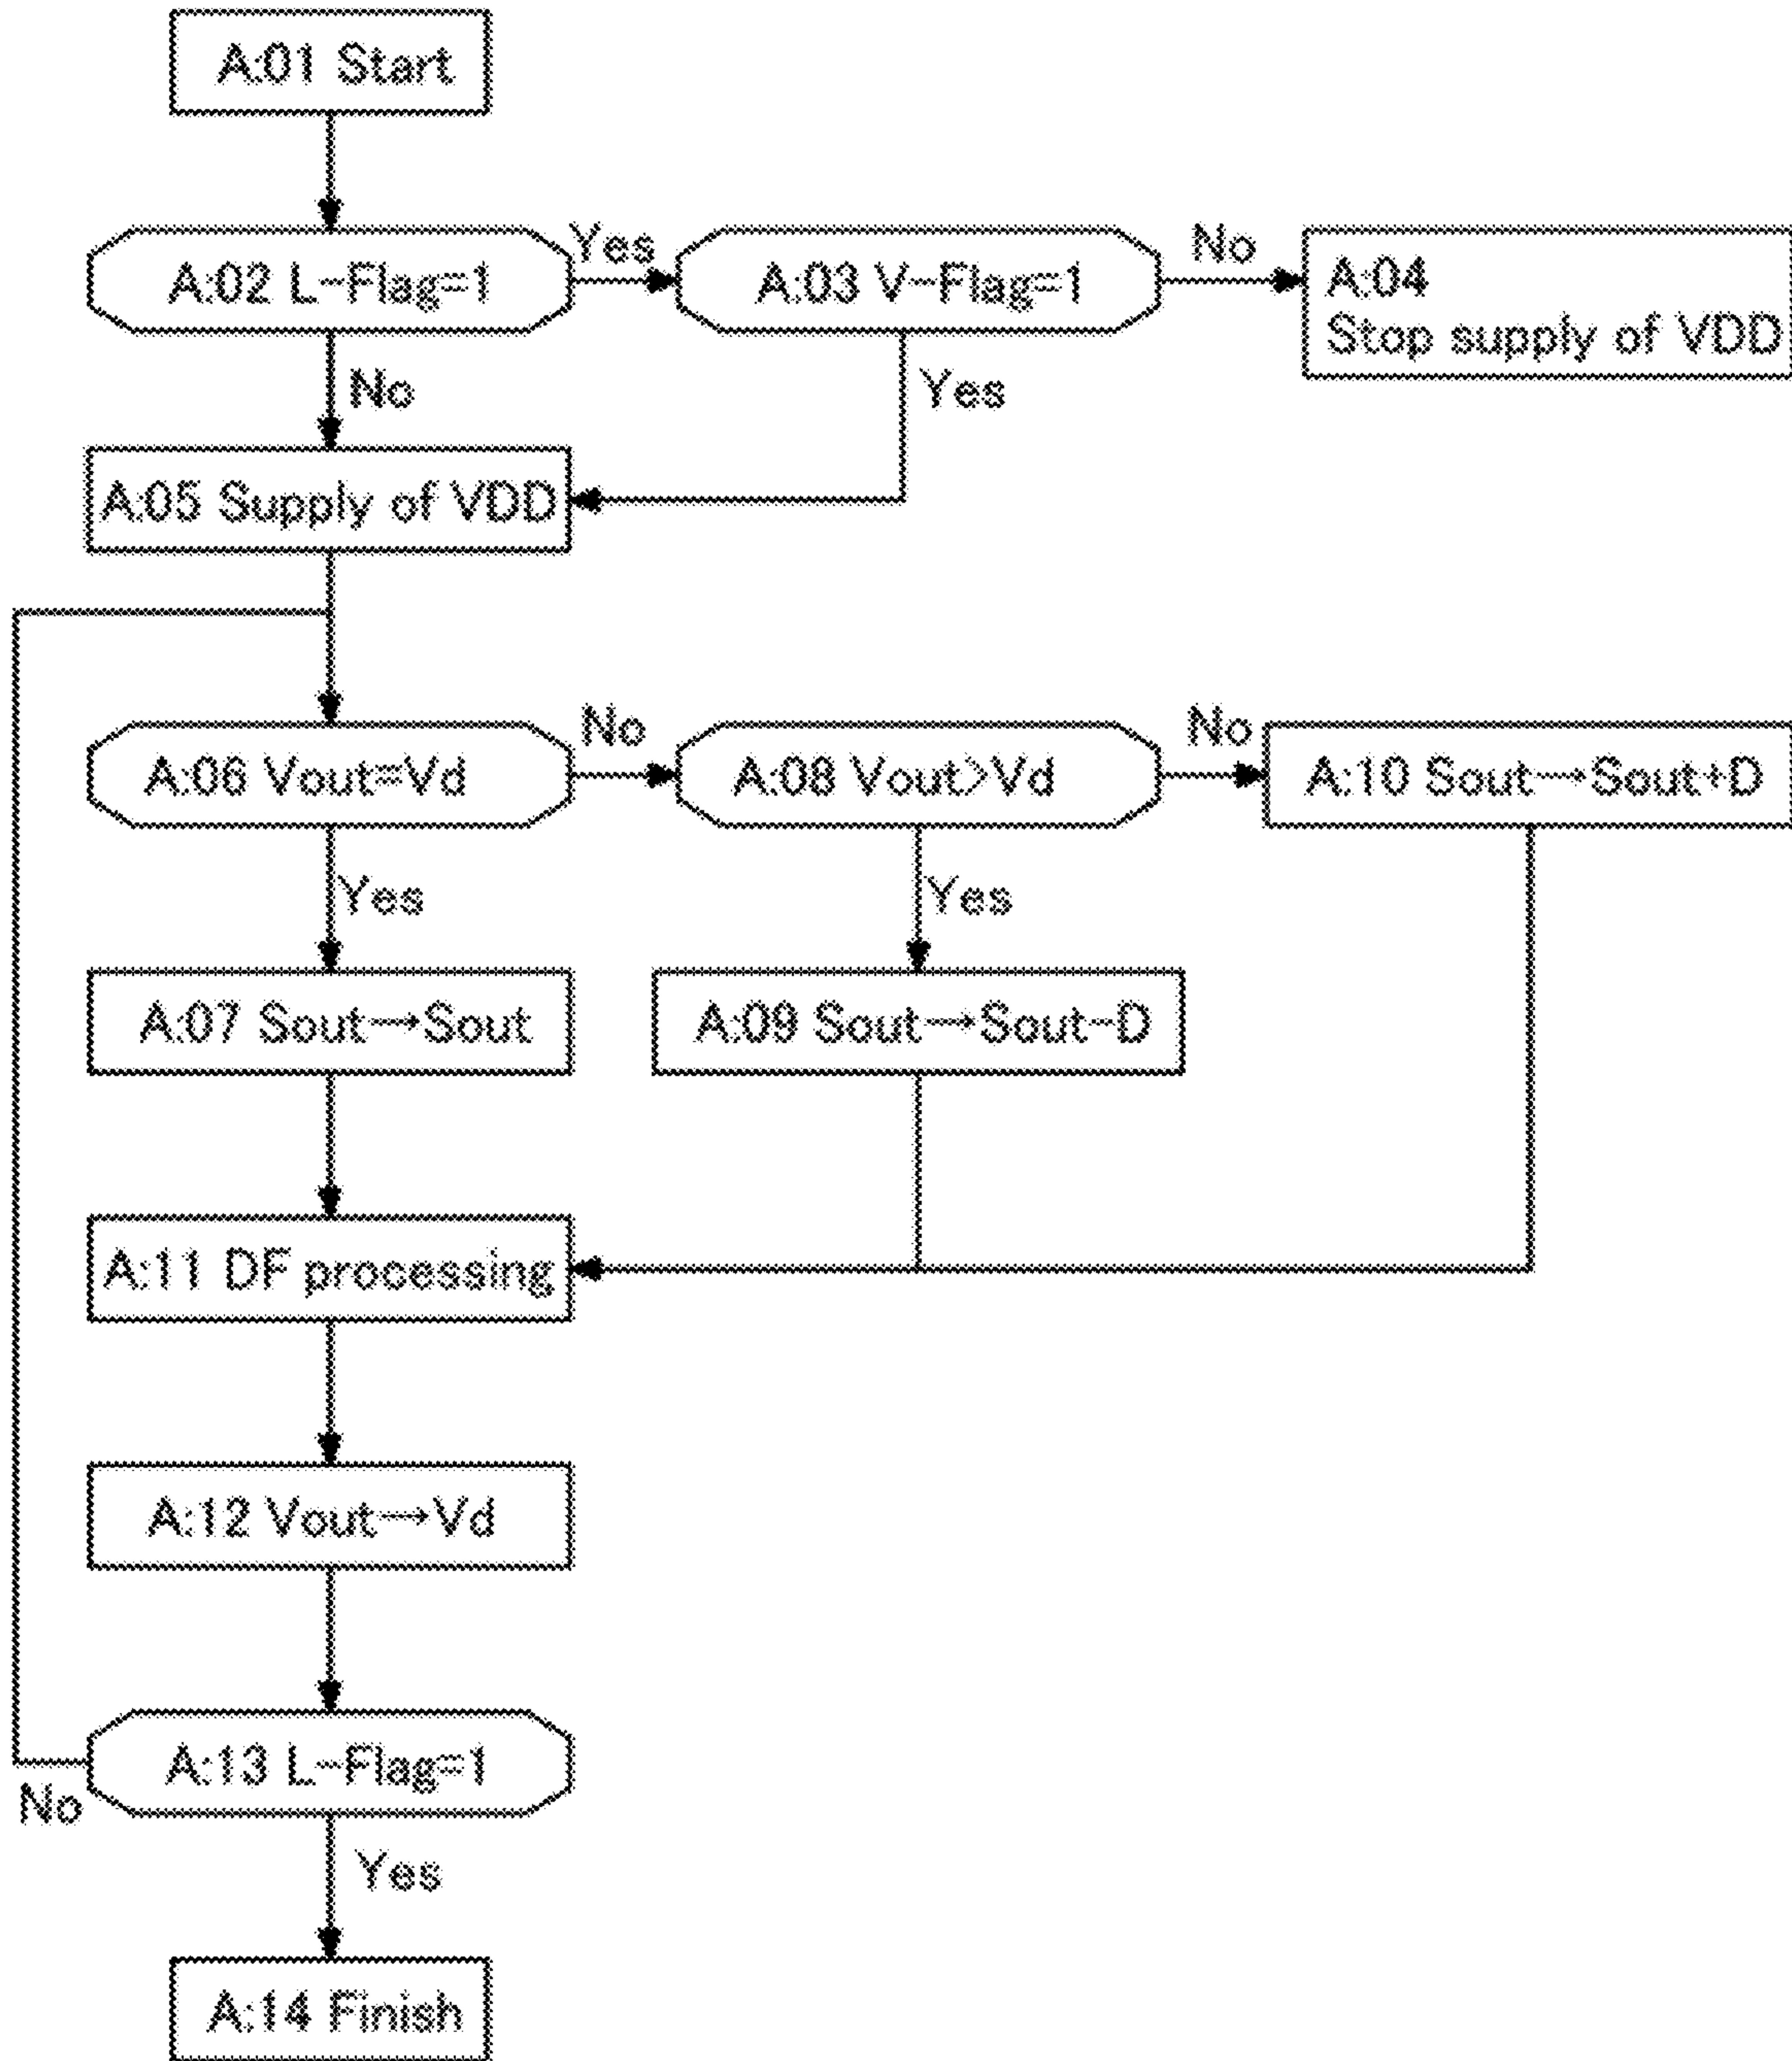 A:01 Start
A:02 L-Flag=1
Yes
A:03 V-Flag=1
No
A:04
Stop supply of VDD
No
Yes
A:05 Supply of VDD
A:06 Vout=Vd
No
A:08 Vout>Vd
No
A:10 Sout→Sout+D
Yes
Yes
A:07 Sout→Sout
A:09 Sout→Sout-D
A:11 DF processing
A:12 Vout→Vd
A:13 L-Flag=1
No
Yes
A:14 Finish